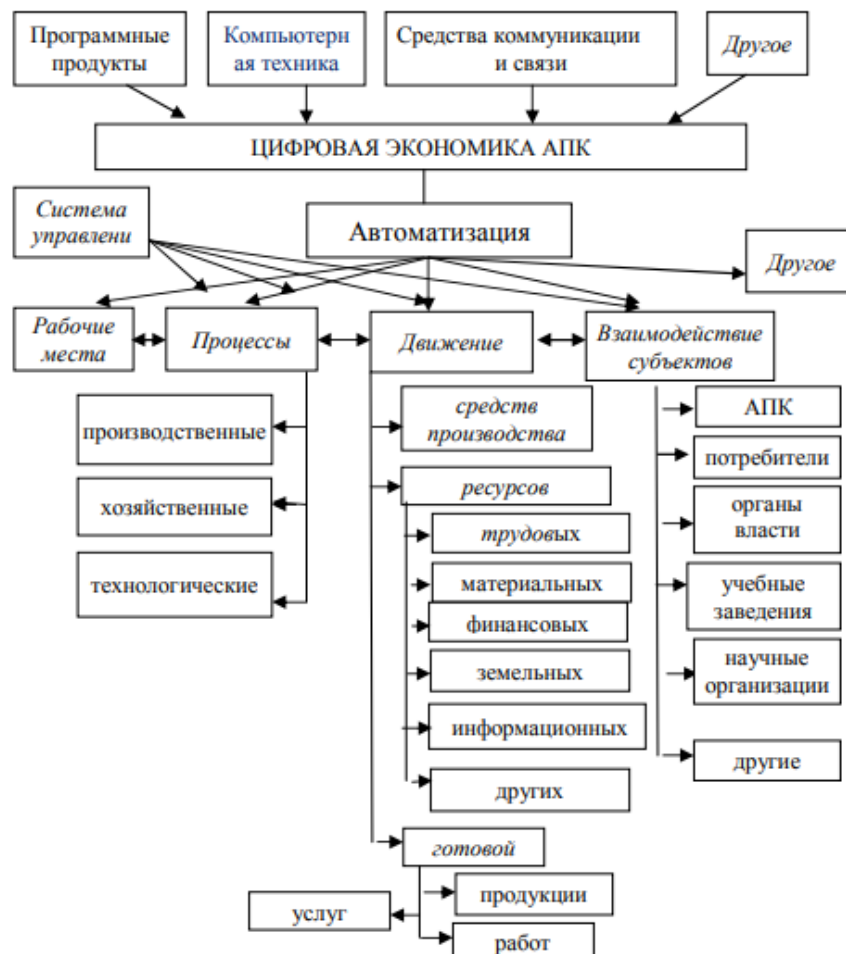 Программные
продукты
Компьютерн
ая техника
Средства коммуникации
и связи
Другое
ЦИФРОВАЯ ЭКОНОМИКА АПК
Система
управлени
Автоматизация
Другое
Рабочие
места
Процессы
Движение
Взаимодействие
субъектов
производственные
хозяйственные
технологические
средств
производства
ресурсов
трудовых
материальных
финансовых
земельных
информационных
других
готовой
продукции
услуг
работ
АПК
потребители
органы
власти
учебные
заведения
научные
организации
другие